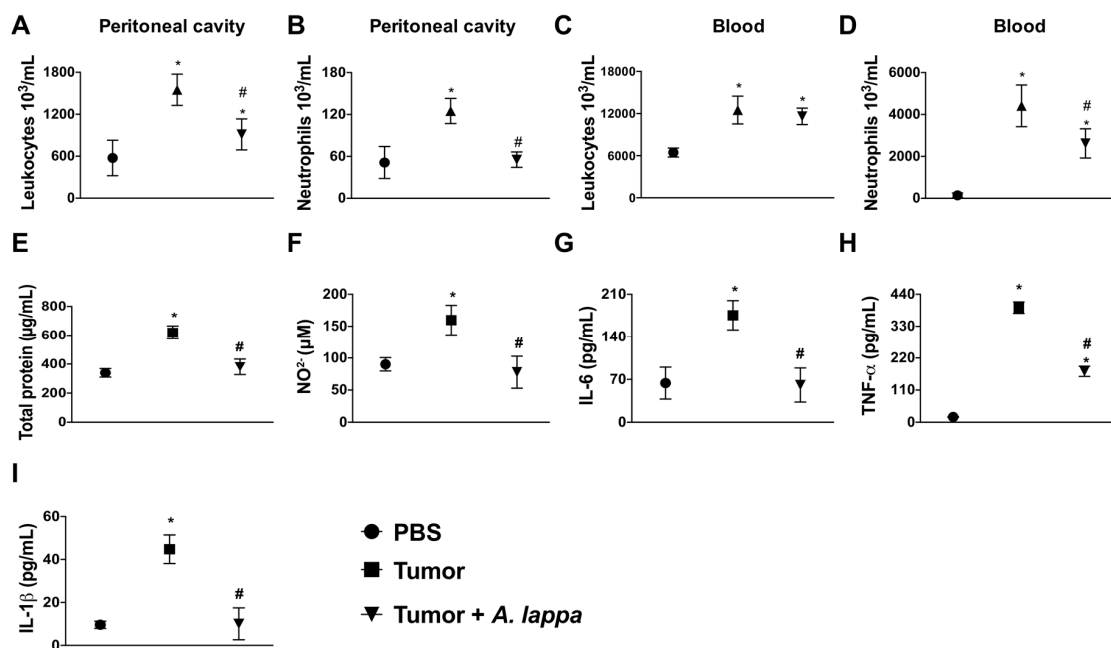 A Peritoneal cavity
B Peritoneal cavity
C Blood
D Blood
Leukocytes 10³/mL
1800
1200
600
0
*
#
*
Neutrophils 10³/mL
180
120
60
0
*
#
Leukocytes 10³/mL
18000
12000
6000
0
*
*
Neutrophils 10³/mL
6000
4000
2000
0
*
#
*
E
Total protein (µg/mL)
800
600
400
200
0
*
#
F
NO²⁻ (µM)
200
150
100
50
0
*
#
G
IL-6 (pg/mL)
210
140
70
0
*
#
H
TNF-α (pg/mL)
440
330
220
110
0
*
#
*
I
IL-1β (pg/mL)
60
40
20
0
*
#
PBS
Tumor
Tumor + A. lappa